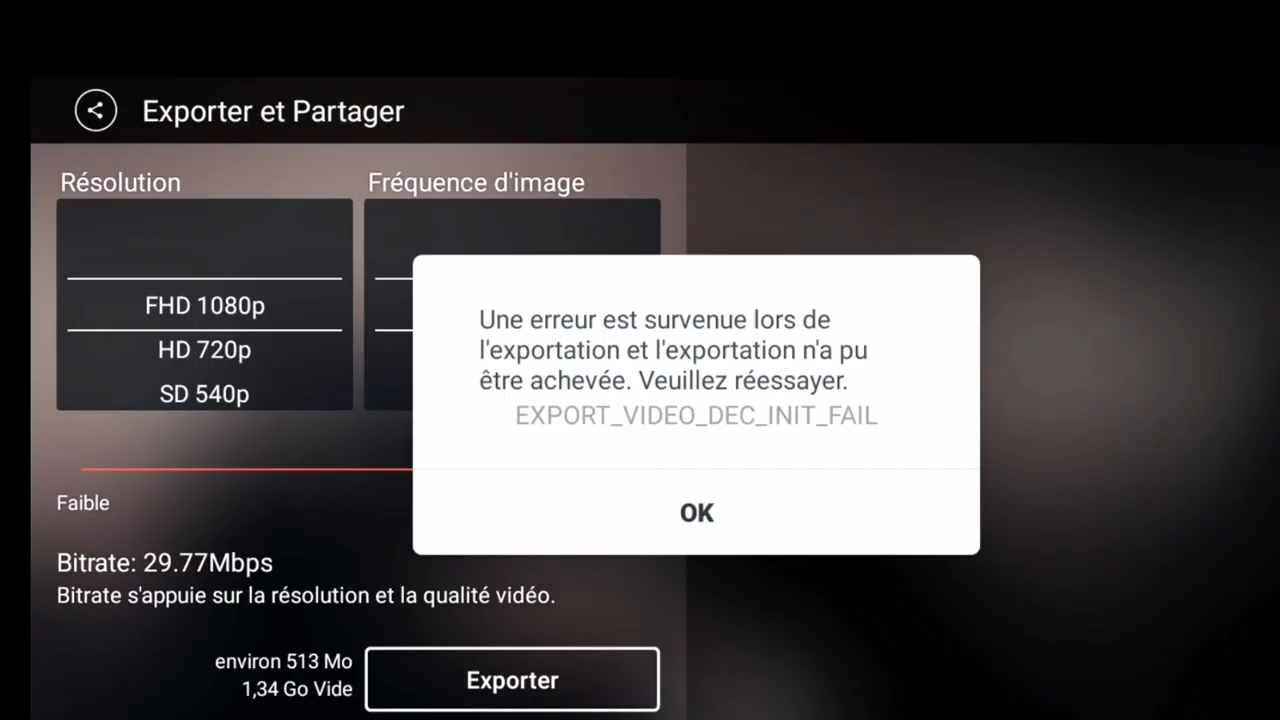 Exporter et Partager
Résolution
Fréquence d'image
FHD 1080p
HD 720p
SD 540p
Une erreur est survenue lors de
l'exportation et l'exportation n'a pu
être achevée. Veuillez réessayer.
EXPORT_VIDEO_DEC_INIT_FAIL
OK
Faible
Bitrate: 29.77Mbps
Bitrate s'appuie sur la résolution et la qualité vidéo.
environ 513 Mo
1,34 Go Vide
Exporter